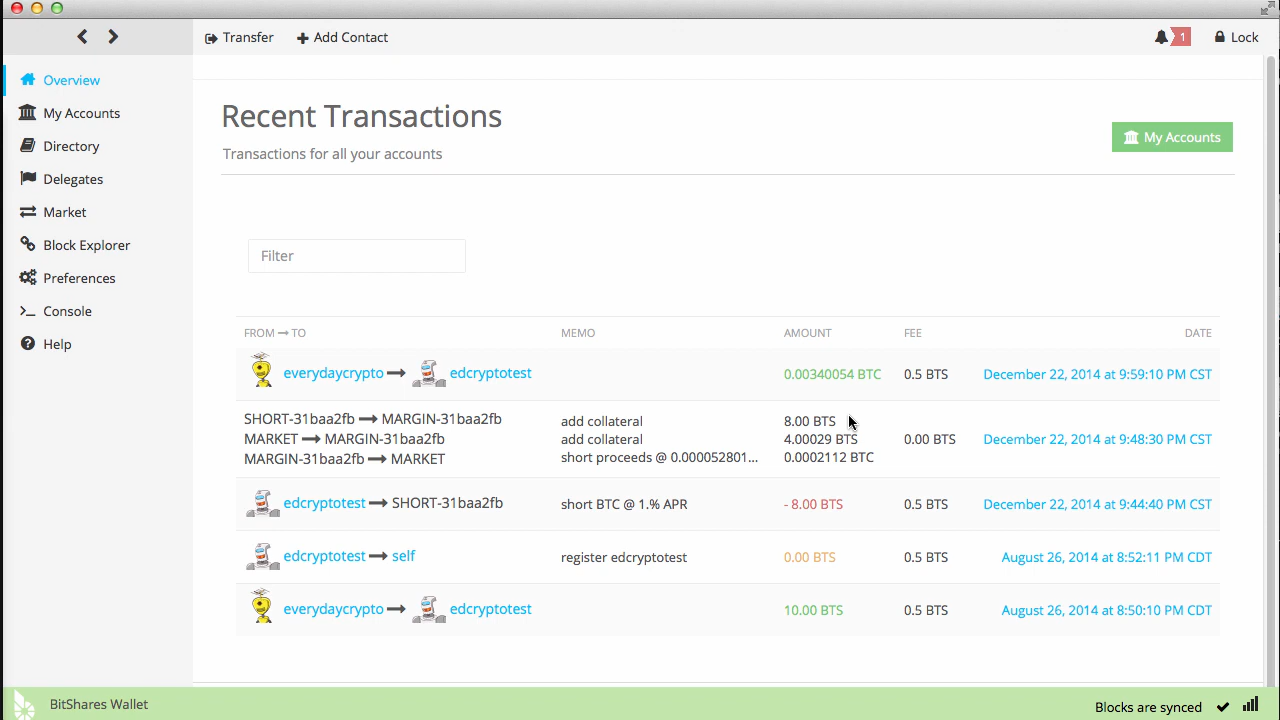 Transfer Add Contact 1 Lock
Overview
My Accounts
Directory
Delegates
Market
Block Explorer
Preferences
Console
Help
Recent Transactions
Transactions for all your accounts
My Accounts
Filter
FROM → TO MEMO AMOUNT FEE DATE
everydaycrypto → edcryptotest 0.00340054 BTC 0.5 BTS December 22, 2014 at 9:59:10 PM CST
SHORT-31baa2fb → MARGIN-31baa2fb add collateral 8.00 BTS
MARKET → MARGIN-31baa2fb add collateral 4.00029 BTS 0.00 BTS December 22, 2014 at 9:48:30 PM CST
MARGIN-31baa2fb → MARKET short proceeds @ 0.000052801... 0.0002112 BTC
edcryptotest → SHORT-31baa2fb short BTC @ 1.% APR - 8.00 BTS 0.5 BTS December 22, 2014 at 9:44:40 PM CST
edcryptotest → self register edcryptotest 0.00 BTS 0.5 BTS August 26, 2014 at 8:52:11 PM CDT
everydaycrypto → edcryptotest 10.00 BTS 0.5 BTS August 26, 2014 at 8:50:10 PM CDT
BitShares Wallet Blocks are synced